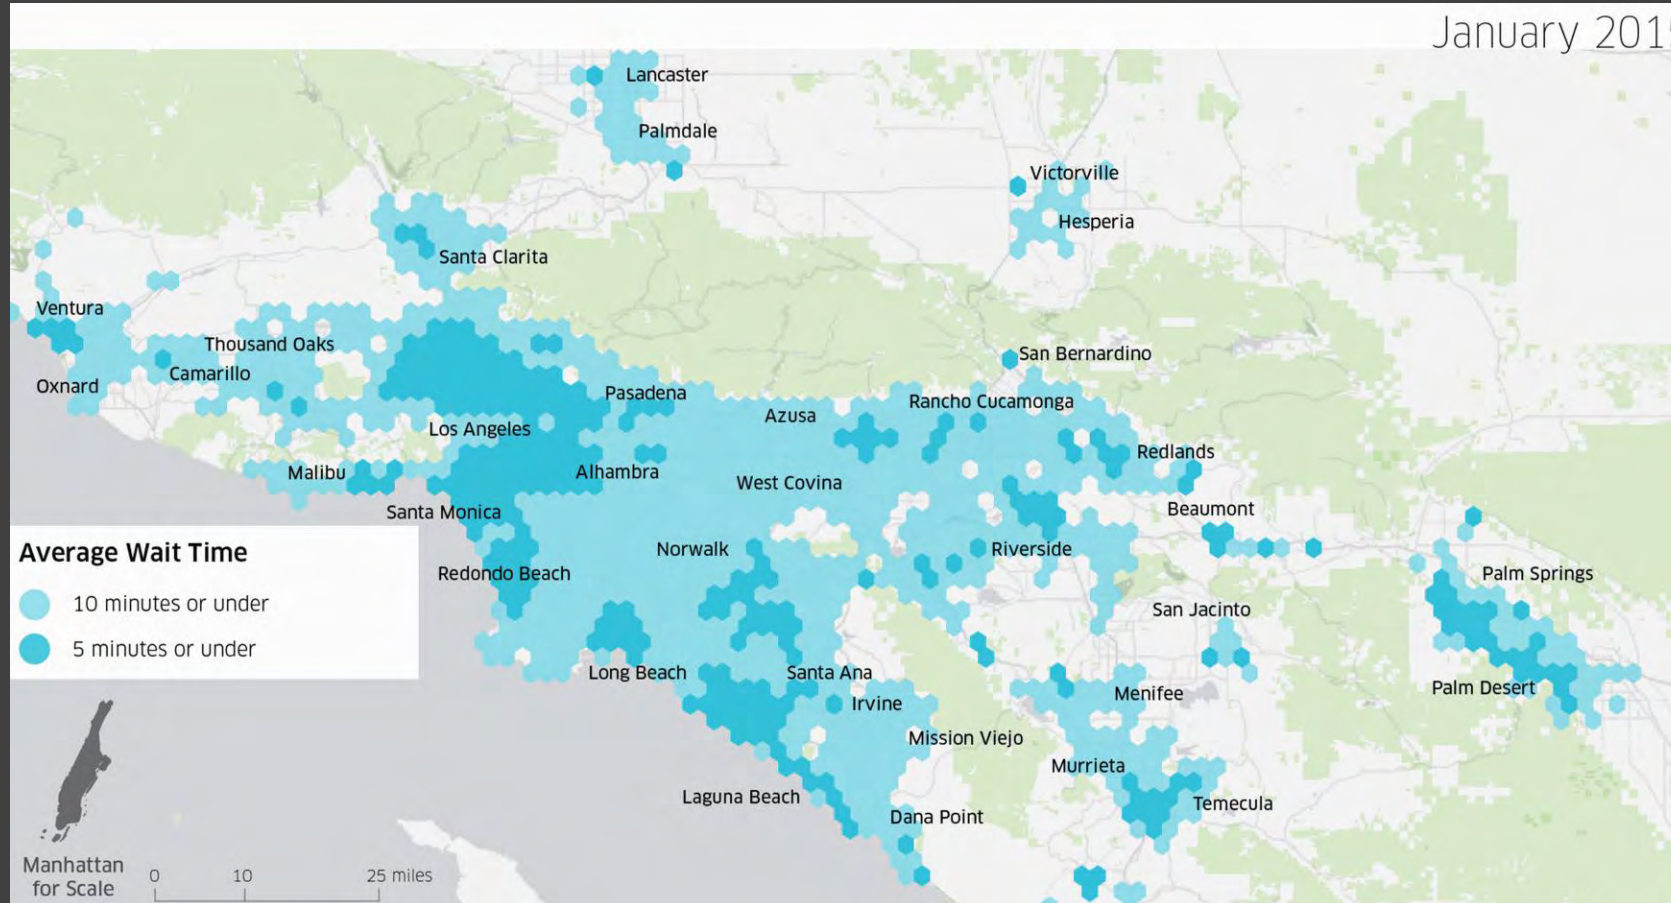 January 201
Lancaster
Palmdale
Victorville
Hesperia
Santa Clarita
Ventura
Thousand Oaks
San Bernardino
Camarillo
Oxnard
Pasadena
Rancho Cucamonga
Azusa
Los Angeles
Redlands
Malibu
Alhambra
West Covina
Santa Monica
Beaumont
Norwalk
Riverside
Redondo Beach
Palm Springs
San Jacinto
Long Beach
Santa Ana
Palm Desert
Menifee
Irvine
Mission Viejo
Murrieta
Laguna Beach
Temecula
Dana Point
Average Wait Time
10 minutes or under
5 minutes or under
Manhattan
for Scale
0 10 25 miles